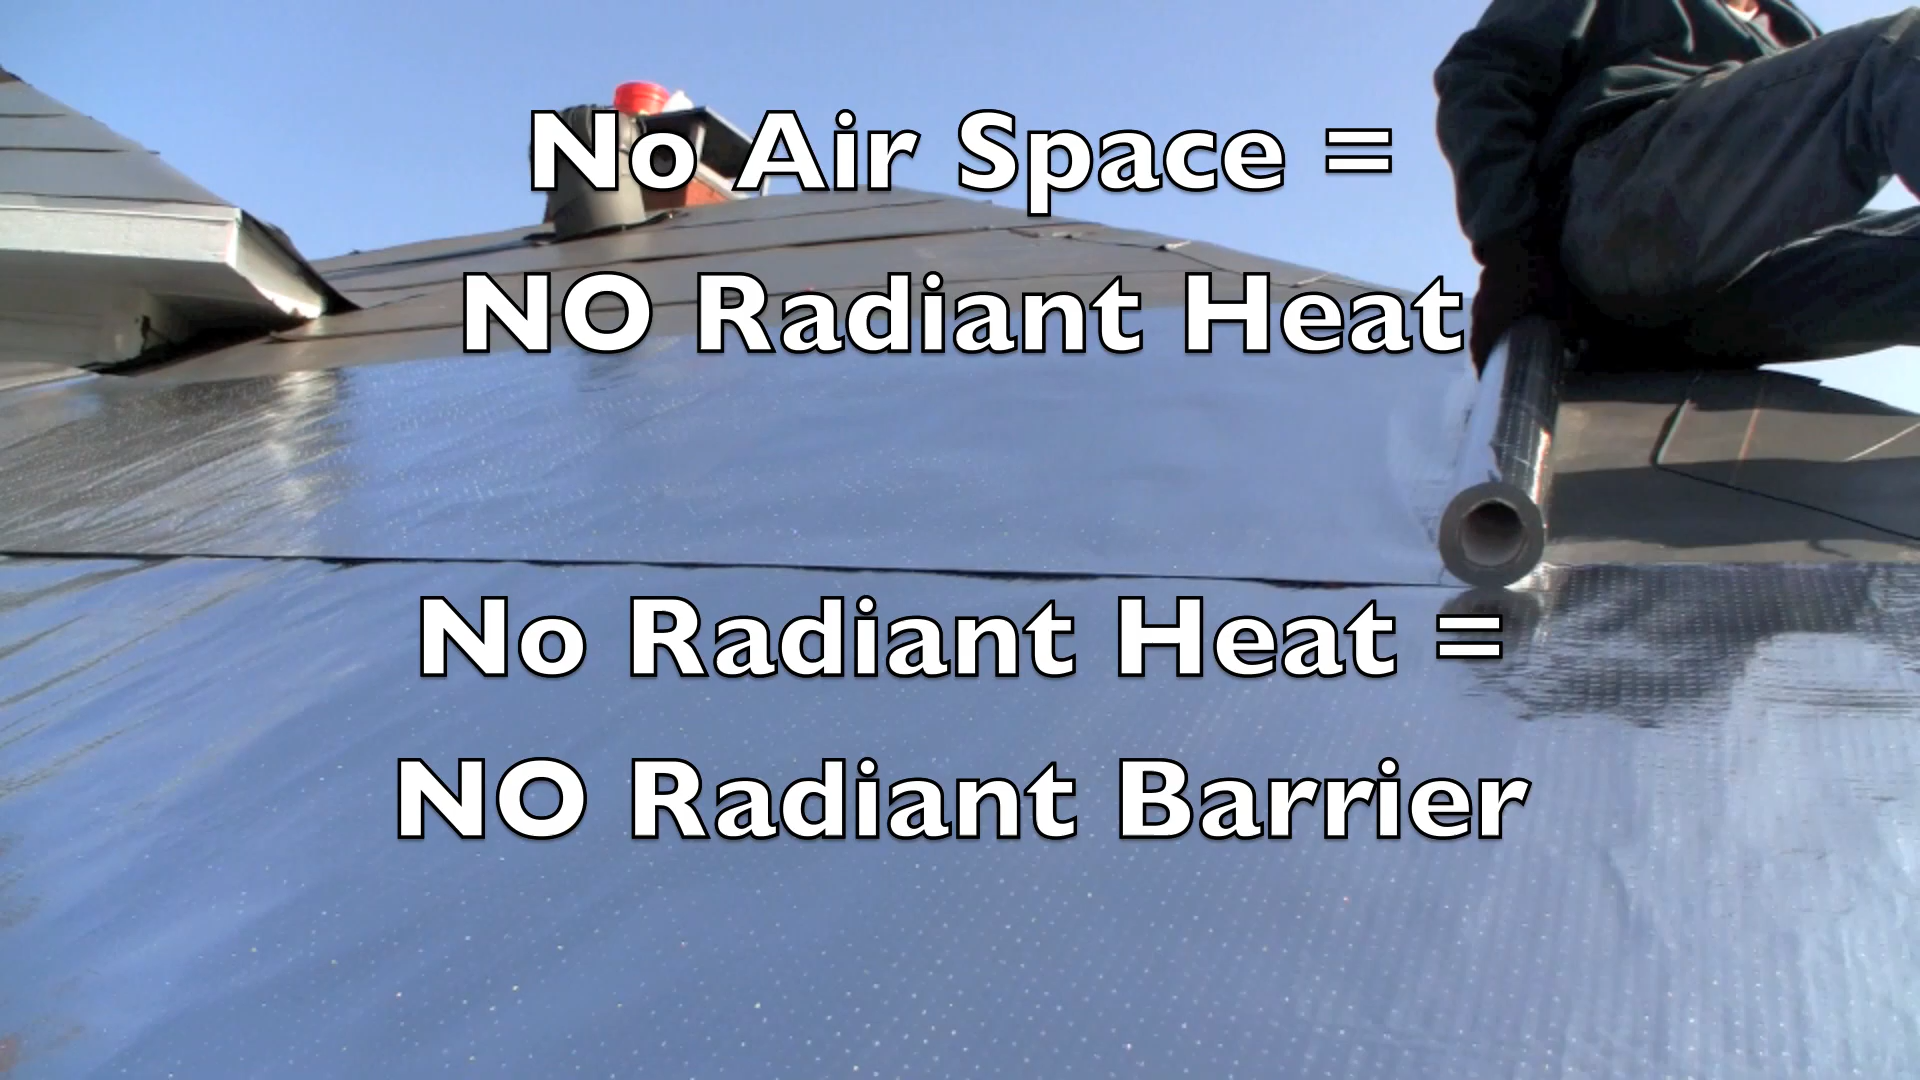 No Air Space =
NO Radiant Heat
No Radiant Heat =
NO Radiant Barrier